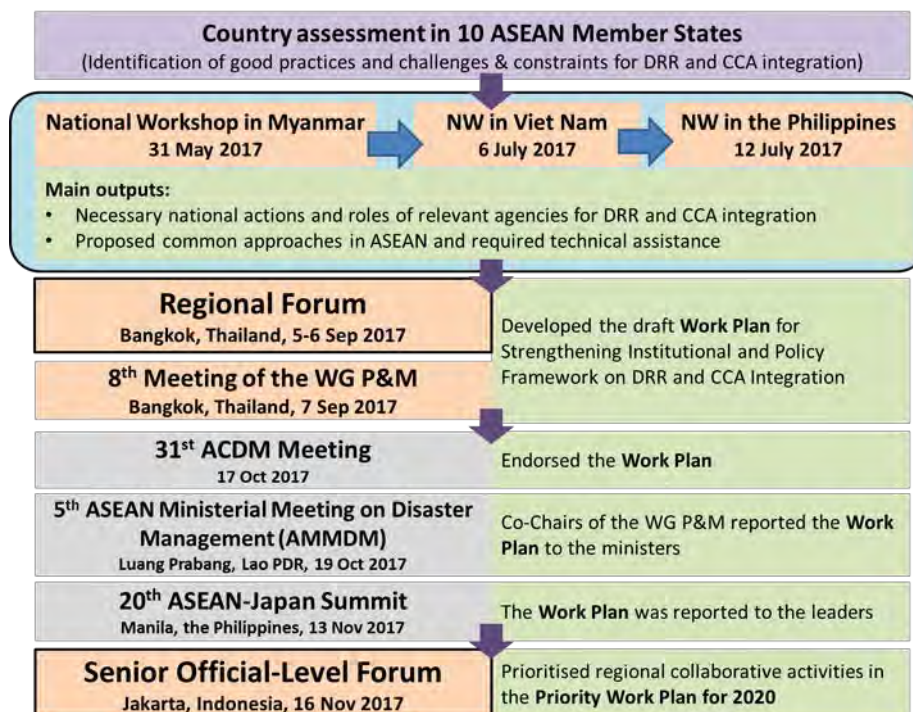 Country assessment in 10 ASEAN Member States
(Identification of good practices and challenges & constraints for DRR and CCA integration)
National Workshop in Myanmar
31 May 2017
NW in Viet Nam
6 July 2017
NW in the Philippines
12 July 2017
Main outputs:
• Necessary national actions and roles of relevant agencies for DRR and CCA integration
• Proposed common approaches in ASEAN and required technical assistance
Regional Forum
Bangkok, Thailand, 5-6 Sep 2017
8th Meeting of the WG P&M
Bangkok, Thailand, 7 Sep 2017
Developed the draft Work Plan for
Strengthening Institutional and Policy
Framework on DRR and CCA Integration
31st ACDM Meeting
17 Oct 2017
Endorsed the Work Plan
5th ASEAN Ministerial Meeting on Disaster
Management (AMMDM)
Luang Prabang, Lao PDR, 19 Oct 2017
Co-Chairs of the WG P&M reported the Work
Plan to the ministers
20th ASEAN-Japan Summit
Manila, the Philippines, 13 Nov 2017
The Work Plan was reported to the leaders
Senior Official-Level Forum
Jakarta, Indonesia, 16 Nov 2017
Prioritised regional collaborative activities in
the Priority Work Plan for 2020